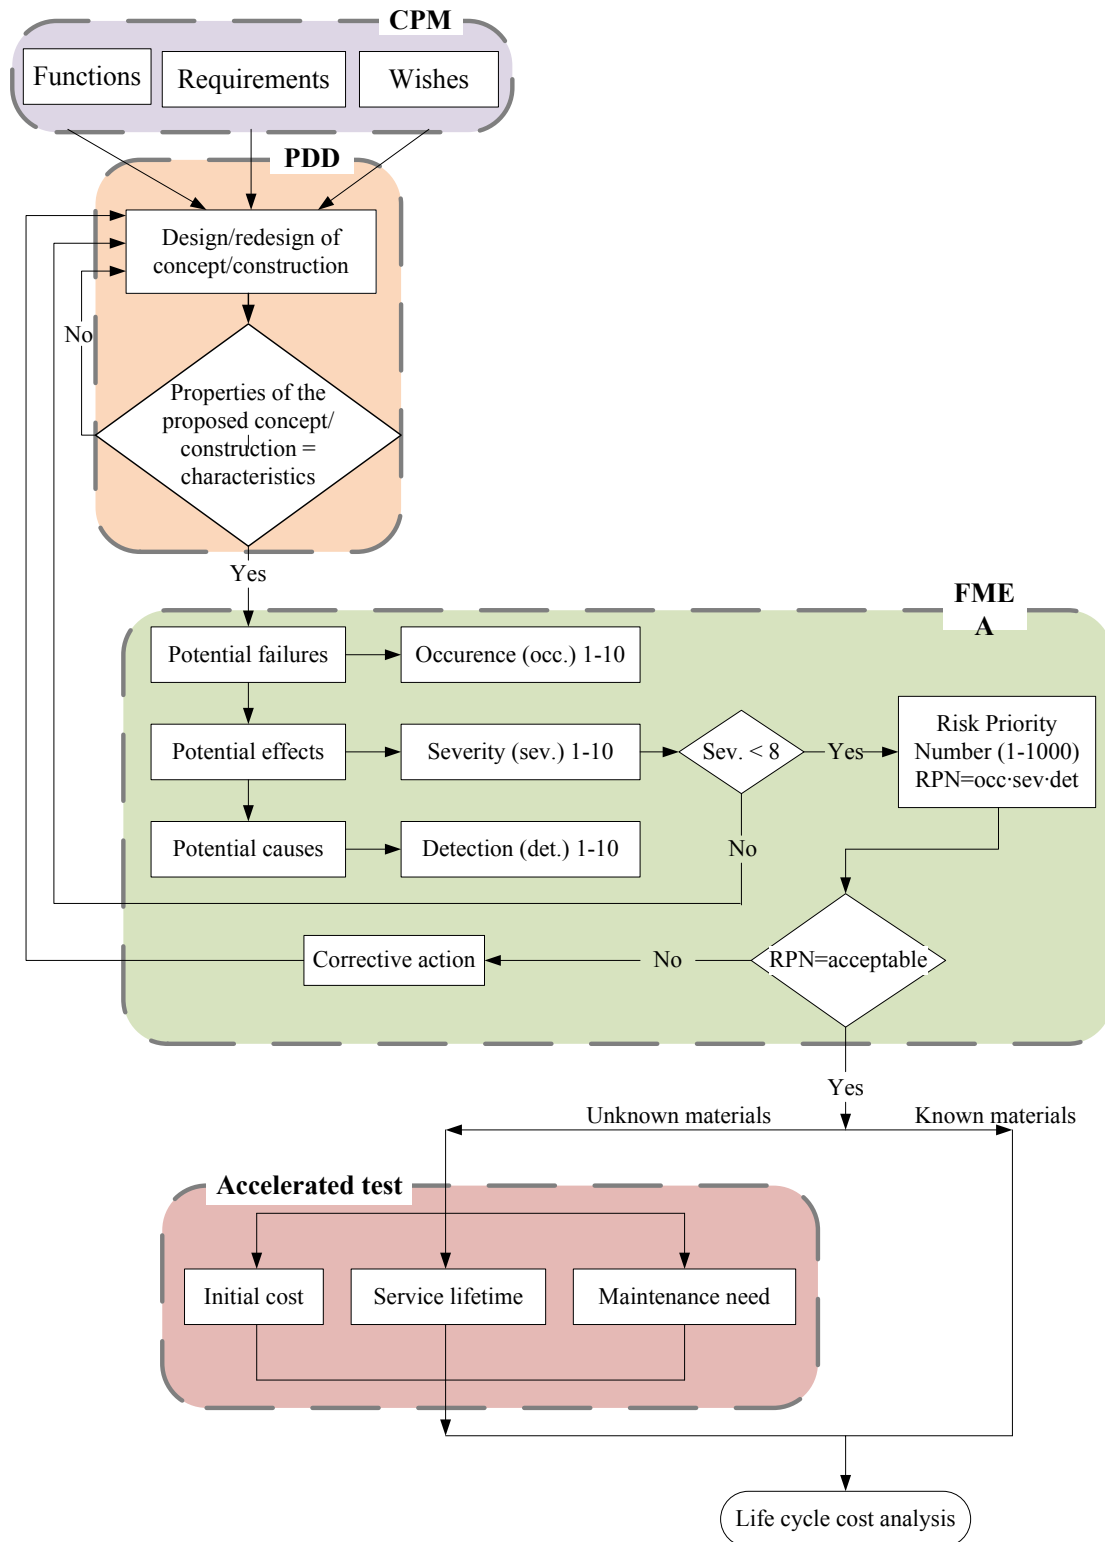 CPM
Functions
Requirements
Wishes
PDD
Design/redesign of
concept/construction
No
Properties of the
proposed concept/
construction =
characteristics
Yes
FME
A
Potential failures
Occurence (occ.) 1-10
Potential effects
Severity (sev.) 1-10
Sev. < 8
Yes
Risk Priority
Number (1-1000)
RPN=occ·sev·det
Potential causes
Detection (det.) 1-10
No
Corrective action
No
RPN=acceptable
Yes
Unknown materials
Known materials
Accelerated test
Initial cost
Service lifetime
Maintenance need
Life cycle cost analysis